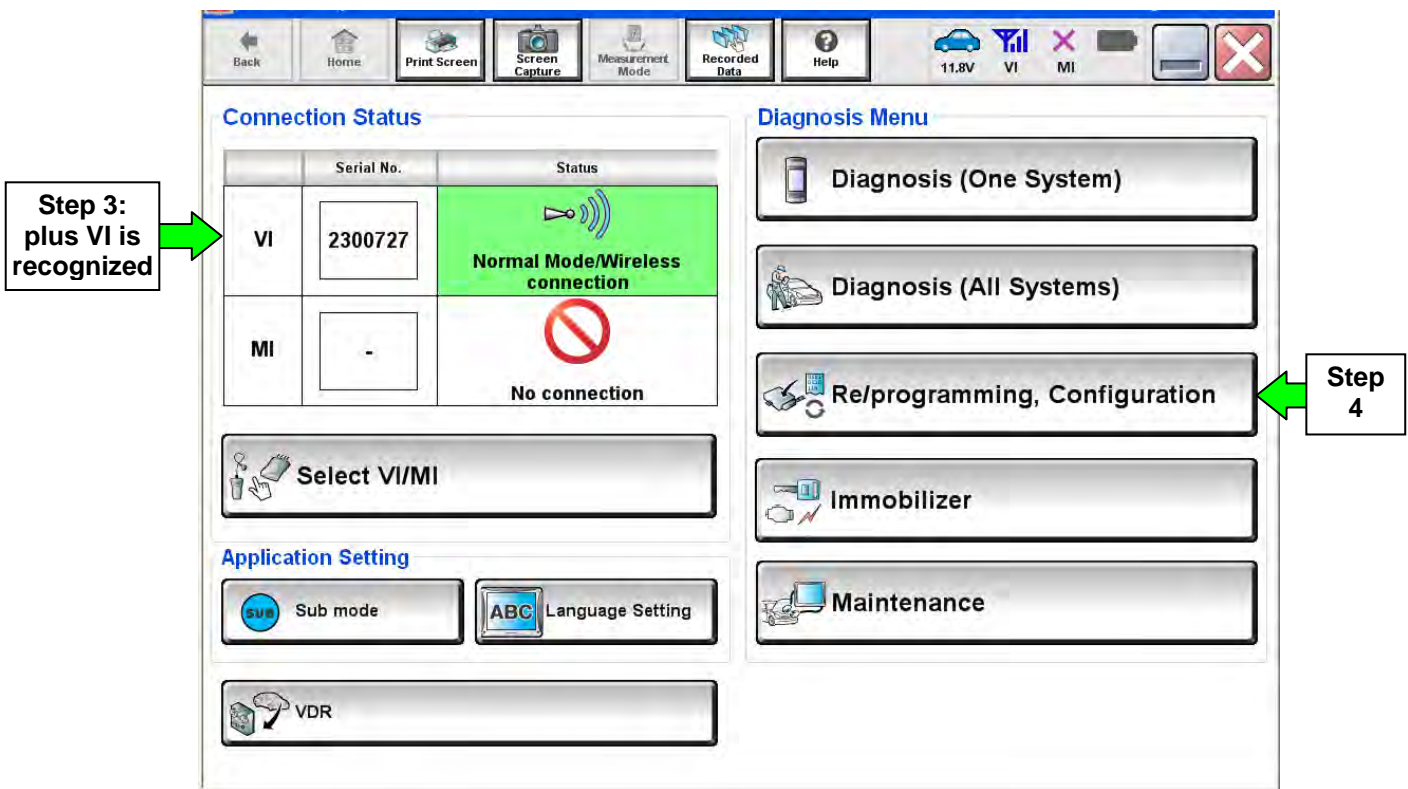 Back
Home
Print Screen
Screen
Capture
Measurement
Mode
Recorded
Data
Help
11.8V
VI
MI
Connection Status
Serial No.
Status
VI
2300727
Normal Mode/Wireless
connection
MI
-
No connection
Select VI/MI
Application Setting
SUB
Sub mode
ABC
Language Setting
VDR
Diagnosis Menu
Diagnosis (One System)
Diagnosis (All Systems)
Re/programming, Configuration
Immobilizer
Maintenance
Step 3:
plus VI is
recognized
Step
4